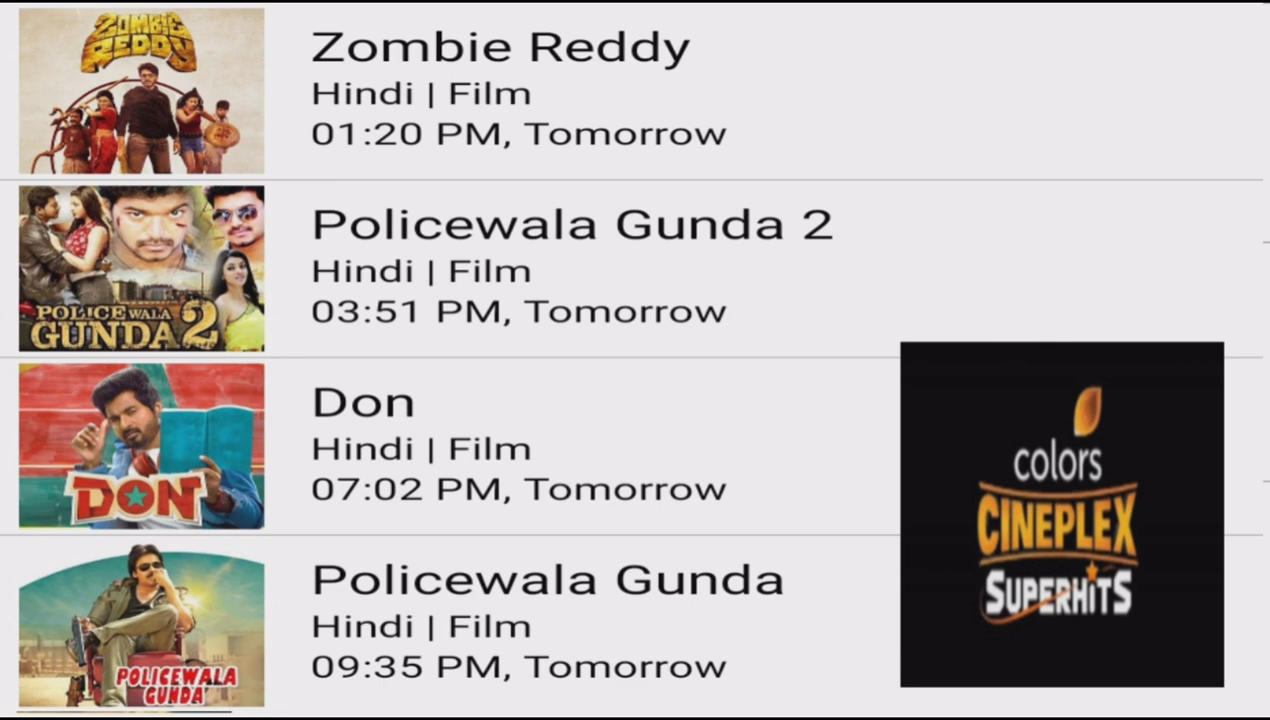 ZOMBIE
REDDY
Zombie Reddy
Hindi | Film
01:20 PM, Tomorrow
POLICE WALA
GUNDA 2
Policewala Gunda 2
Hindi | Film
03:51 PM, Tomorrow
DON
Don
Hindi | Film
07:02 PM, Tomorrow
POLICEWALA
GUNDA
Policewala Gunda
Hindi | Film
09:35 PM, Tomorrow
colors
CINEPLEX
SUPERHITS